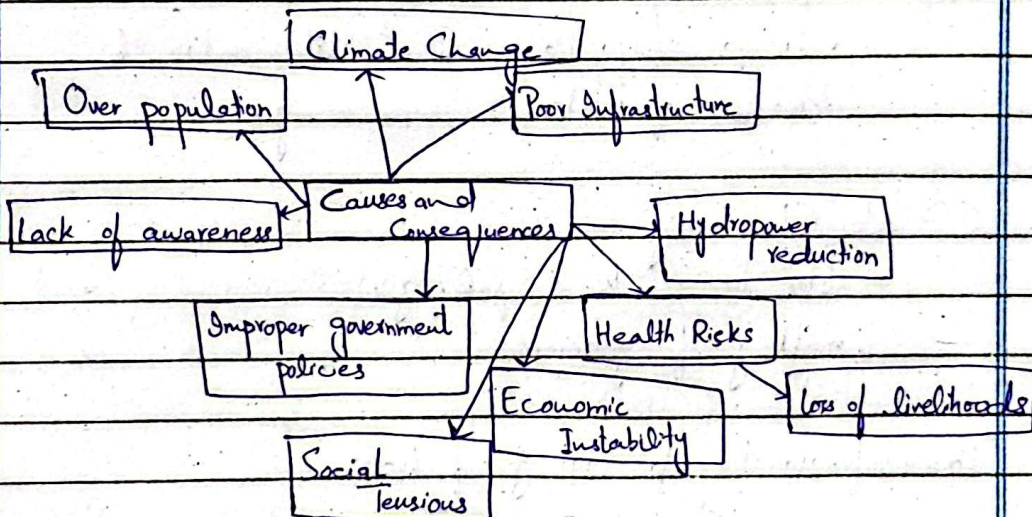 Climate Change
Over population
Poor Infrastructure
Causes and
Consequences
Lack of awareness
Hydropower
reduction
Improper government
policies
Health Risks
Economic
Instability
Loss of livelihoods
Social
Tensions